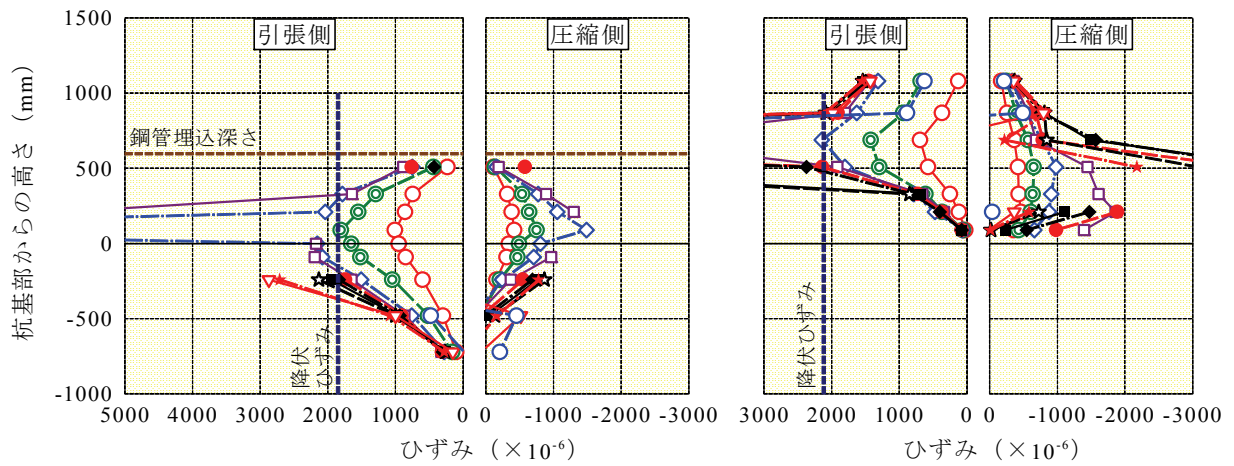 杭基部からの高さ (mm)
1500
1000
500
0
-500
-1000
引張側
圧縮側
鋼管埋込深さ
降伏
ひずみ
5000 4000 3000 2000 1000 0
0 -1000 -2000 -3000
ひずみ (×10⁻⁶)
引張側
圧縮側
降伏ひずみ
3000 2000 1000 0
0 -1000 -2000 -3000
ひずみ (×10⁻⁶)